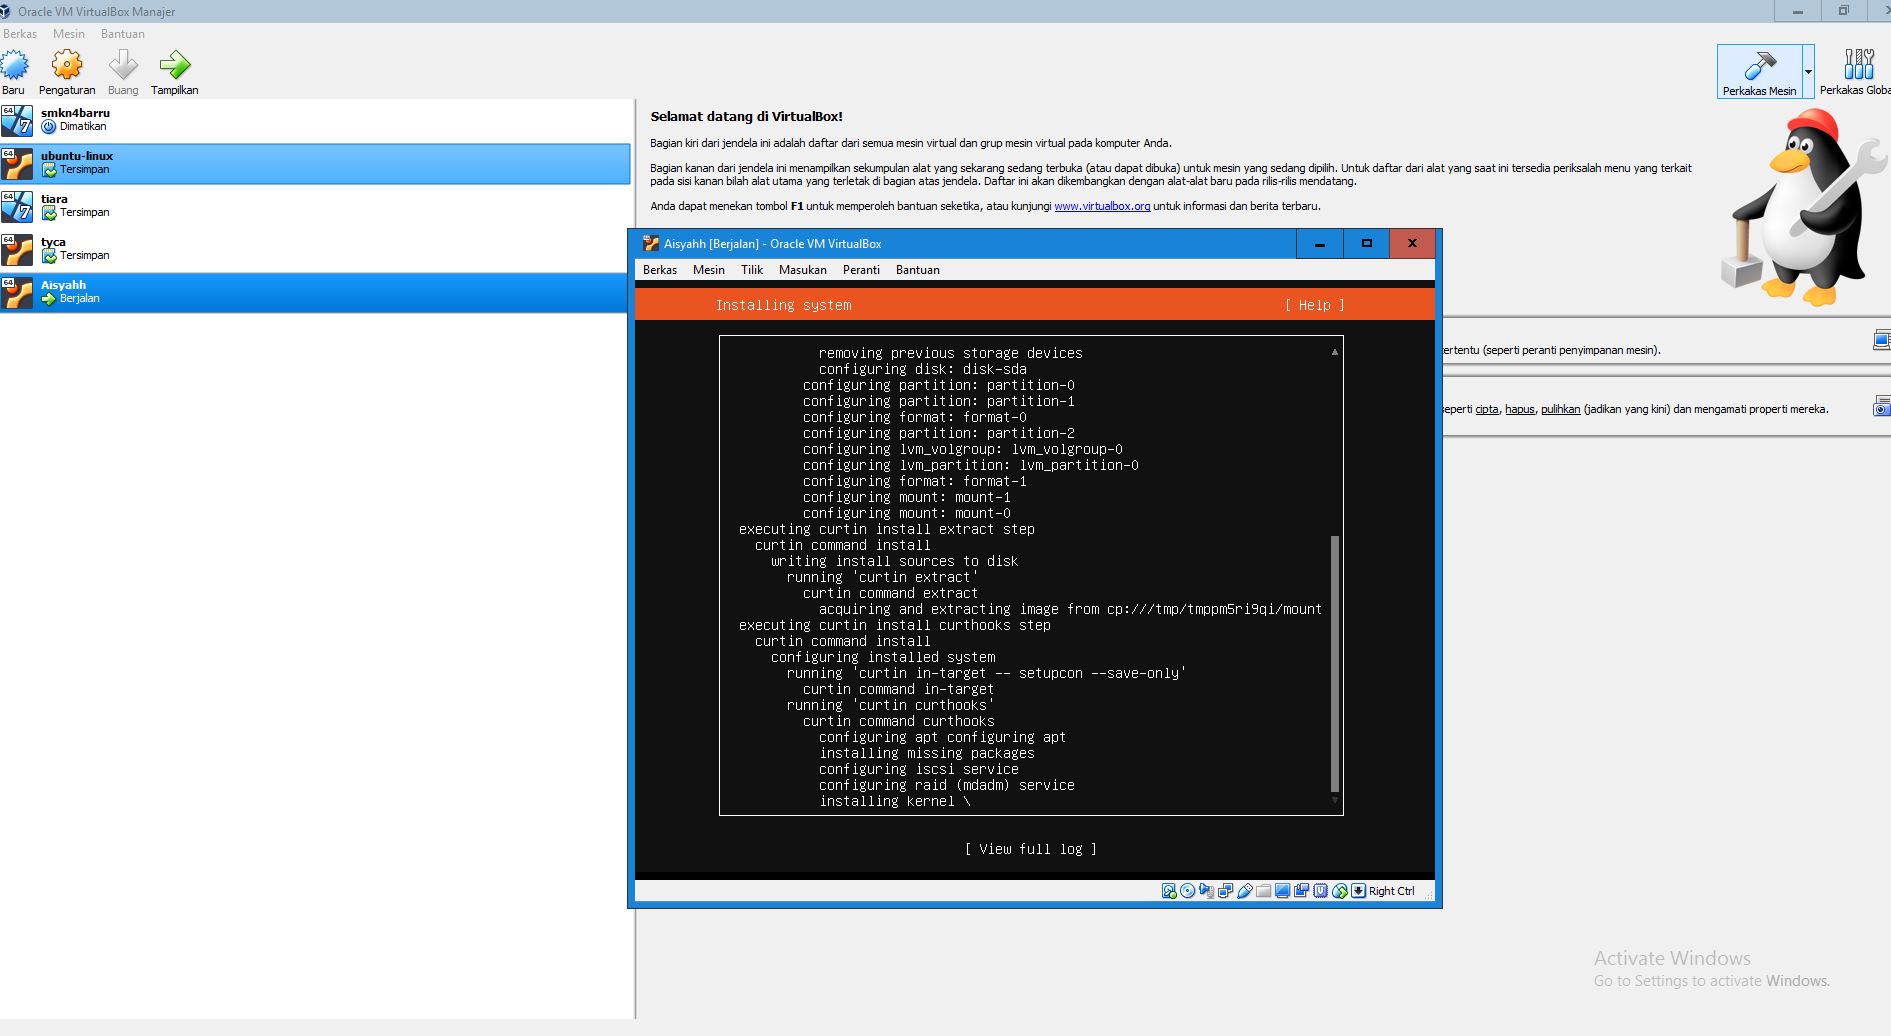 Oracle VM VirtualBox Manajer
Berkas Mesin Bantuan
Baru Pengaturan Buang Tampilkan
Perkakas Mesin Perkakas Globa
64 7 smkn4barru
Dimatikan
64 ubuntu-linux
Tersimpan
64 7 tiara
Tersimpan
64 tyca
Tersimpan
64 Aisyahh
Berjalan
Selamat datang di VirtualBox!
Bagian kiri dari jendela ini adalah daftar dari semua mesin virtual dan grup mesin virtual pada komputer Anda.
Bagian kanan dari jendela ini menampilkan sekumpulan alat yang sekarang sedang terbuka (atau dapat dibuka) untuk mesin yang sedang dipilih. Untuk daftar dari alat yang saat ini tersedia periksalah menu yang terkait
pada sisi kanan bilah alat utama yang terletak di bagian atas jendela. Daftar ini akan dikembangkan dengan alat-alat baru pada rilis-rilis mendatang.
Anda dapat menekan tombol F1 untuk memperoleh bantuan seketika, atau kunjungi www.virtualbox.org untuk informasi dan berita terbaru.
ertentu (seperti peranti penyimpanan mesin).
seperti cipta, hapus, pulihkan (jadikan yang kini) dan mengamati properti mereka.
Aisyahh [Berjalan] - Oracle VM VirtualBox
Berkas Mesin Tilik Masukan Peranti Bantuan
Installing system [ Help ]
removing previous storage devices
configuring disk: disk-sda
configuring partition: partition-0
configuring partition: partition-1
configuring format: format-0
configuring partition: partition-2
configuring lvm_volgroup: lvm_volgroup-0
configuring lvm_partition: lvm_partition-0
configuring format: format-1
configuring mount: mount-1
configuring mount: mount-0
executing curtin install extract step
curtin command install
writing install sources to disk
running 'curtin extract'
curtin command extract
acquiring and extracting image from cp:///tmp/tmppm5ri9qi/mount
executing curtin install curthooks step
curtin command install
configuring installed system
running 'curtin in-target -- setupcon --save-only'
curtin command in-target
running 'curtin curthooks'
curtin command curthooks
configuring apt configuring apt
installing missing packages
configuring iscsi service
configuring raid (mdadm) service
installing kernel \
[ View full log ]
Right Ctrl
Activate Windows
Go to Settings to activate Windows.